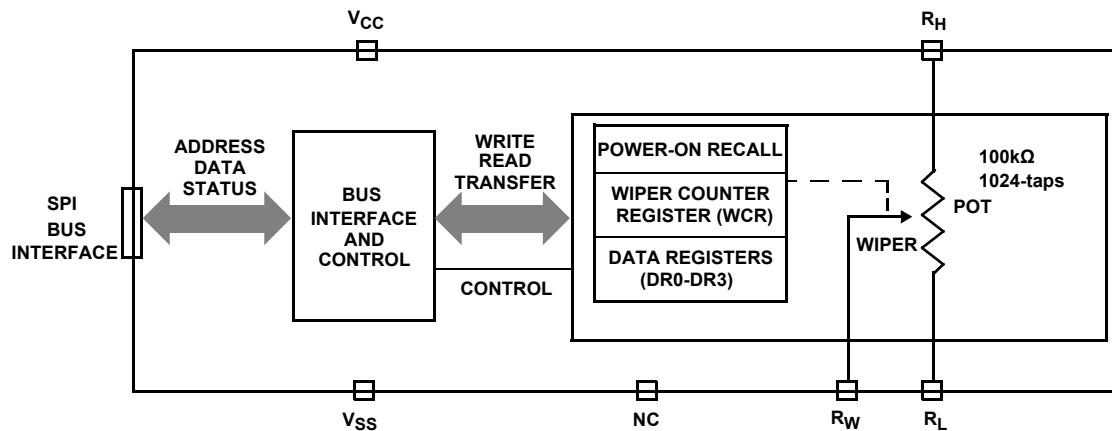 VCC
RH
ADDRESS
DATA
STATUS
WRITE
READ
TRANSFER
SPI
BUS
INTERFACE
BUS
INTERFACE
AND
CONTROL
CONTROL
POWER-ON RECALL
WIPER COUNTER
REGISTER (WCR)
DATA REGISTERS
(DR0-DR3)
100kΩ
1024-taps
POT
WIPER
VSS
NC
RW
RL